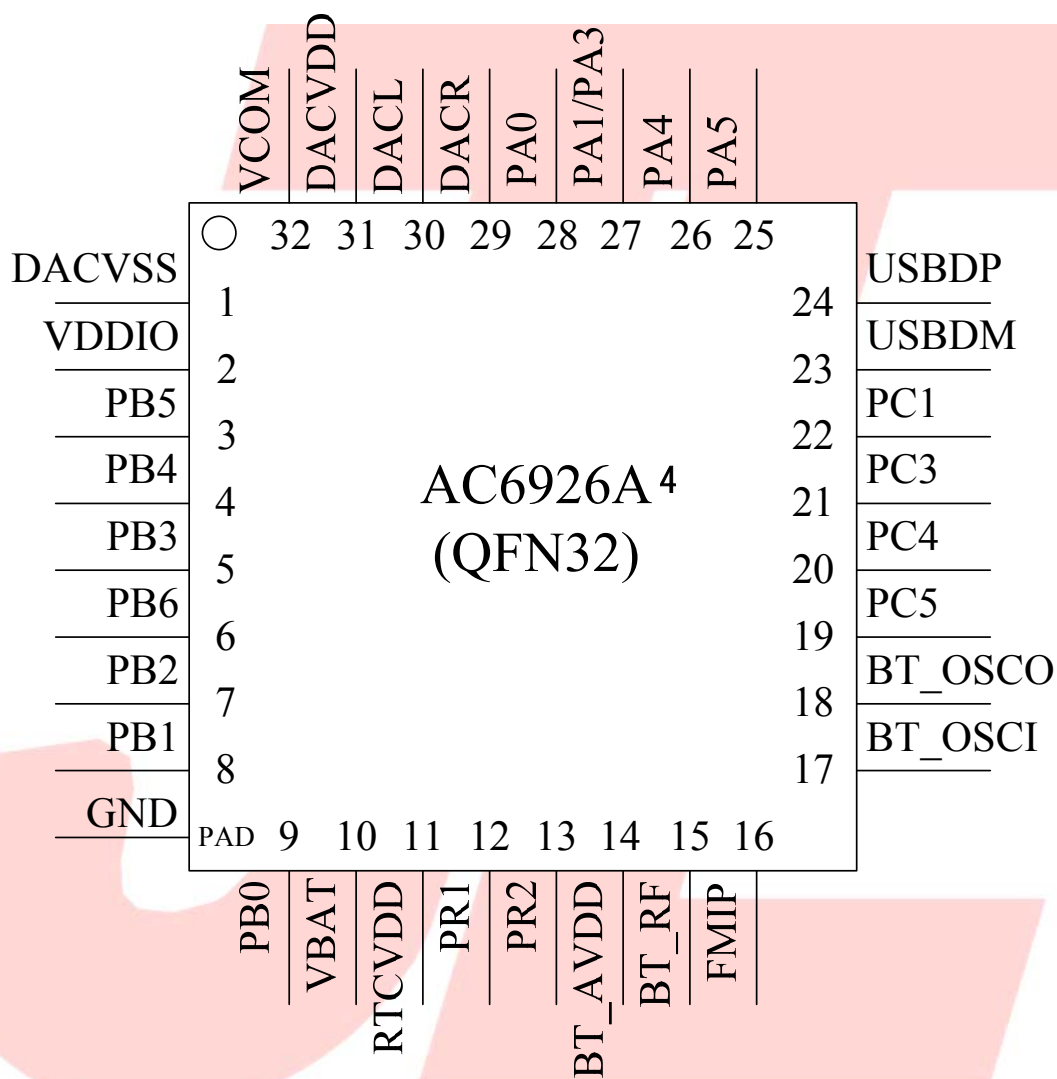 VCOM
DACVDD
DACL
DACR
PA0
PA1/PA3
PA4
PA5
32 31 30 29 28 27 26 25
DACVSS 1
VDDIO 2
PB5 3
PB4 4
PB3 5
PB6 6
PB2 7
PB1 8
GND PAD
AC6926A4
(QFN32)
24 USBDP
23 USBDM
22 PC1
21 PC3
20 PC4
19 PC5
18 BT_OSCO
17 BT_OSCI
9 10 11 12 13 14 15 16
PB0
VBAT
RTCVDD
PR1
PR2
BT_AVDD
BT_RF
FMIP